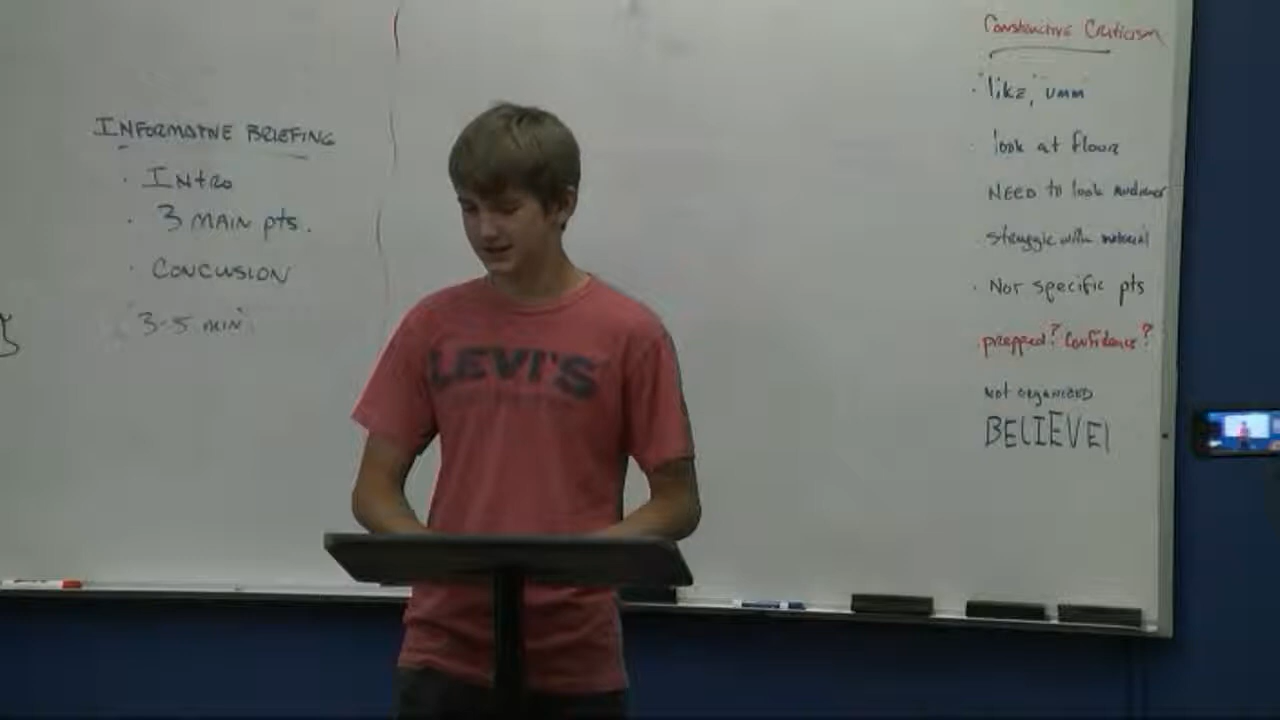 INFORMATIVE BRIEFING
· INtro
· 3 MAIN pts.
· CONCLUSION
3-5 MIN
LEVI'S
Constructive Criticism
· "like," umm
· look at floor
NEED to look audience
struggle with material
· Not specific pts
prepped? Confidence?
Not organized
BELIEVE!